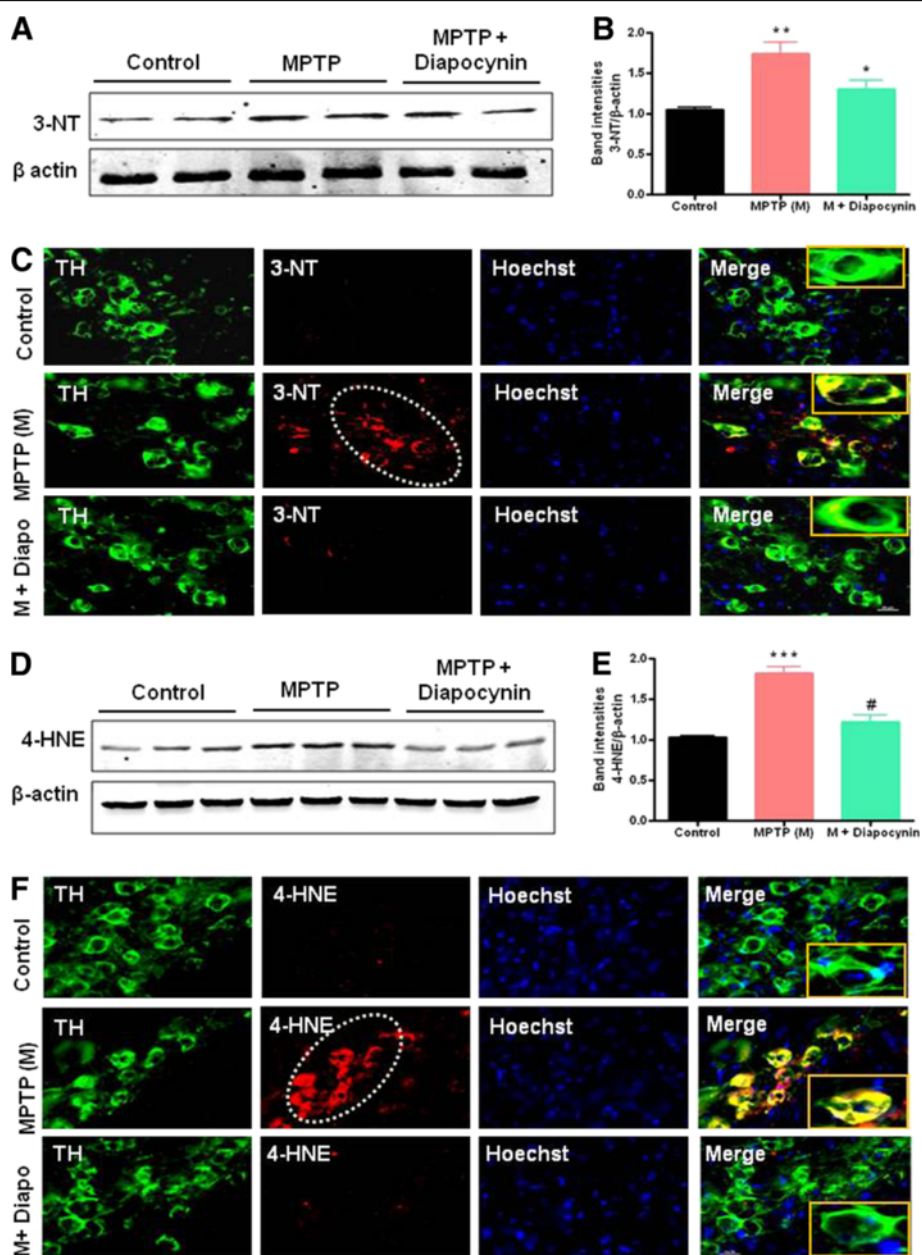 A
Control
MPTP
MPTP +
Diapocynin
3-NT
β actin
B
Band intensities
3-NT/β-actin
2.0
1.5
1.0
0.5
0.0
**
*
Control
MPTP (M)
M + Diapocynin
C
TH
3-NT
Hoechst
Merge
Control
TH
3-NT
Hoechst
Merge
MPTP (M)
TH
3-NT
Hoechst
Merge
M + Diapo
D
Control
MPTP
MPTP +
Diapocynin
4-HNE
β-actin
E
Band intensities
4-HNE/β-actin
2.0
1.5
1.0
0.5
0.0
***
#
Control
MPTP (M)
M + Diapocynin
F
TH
4-HNE
Hoechst
Merge
Control
TH
4-HNE
Hoechst
Merge
MPTP (M)
TH
4-HNE
Hoechst
Merge
M+ Diapo